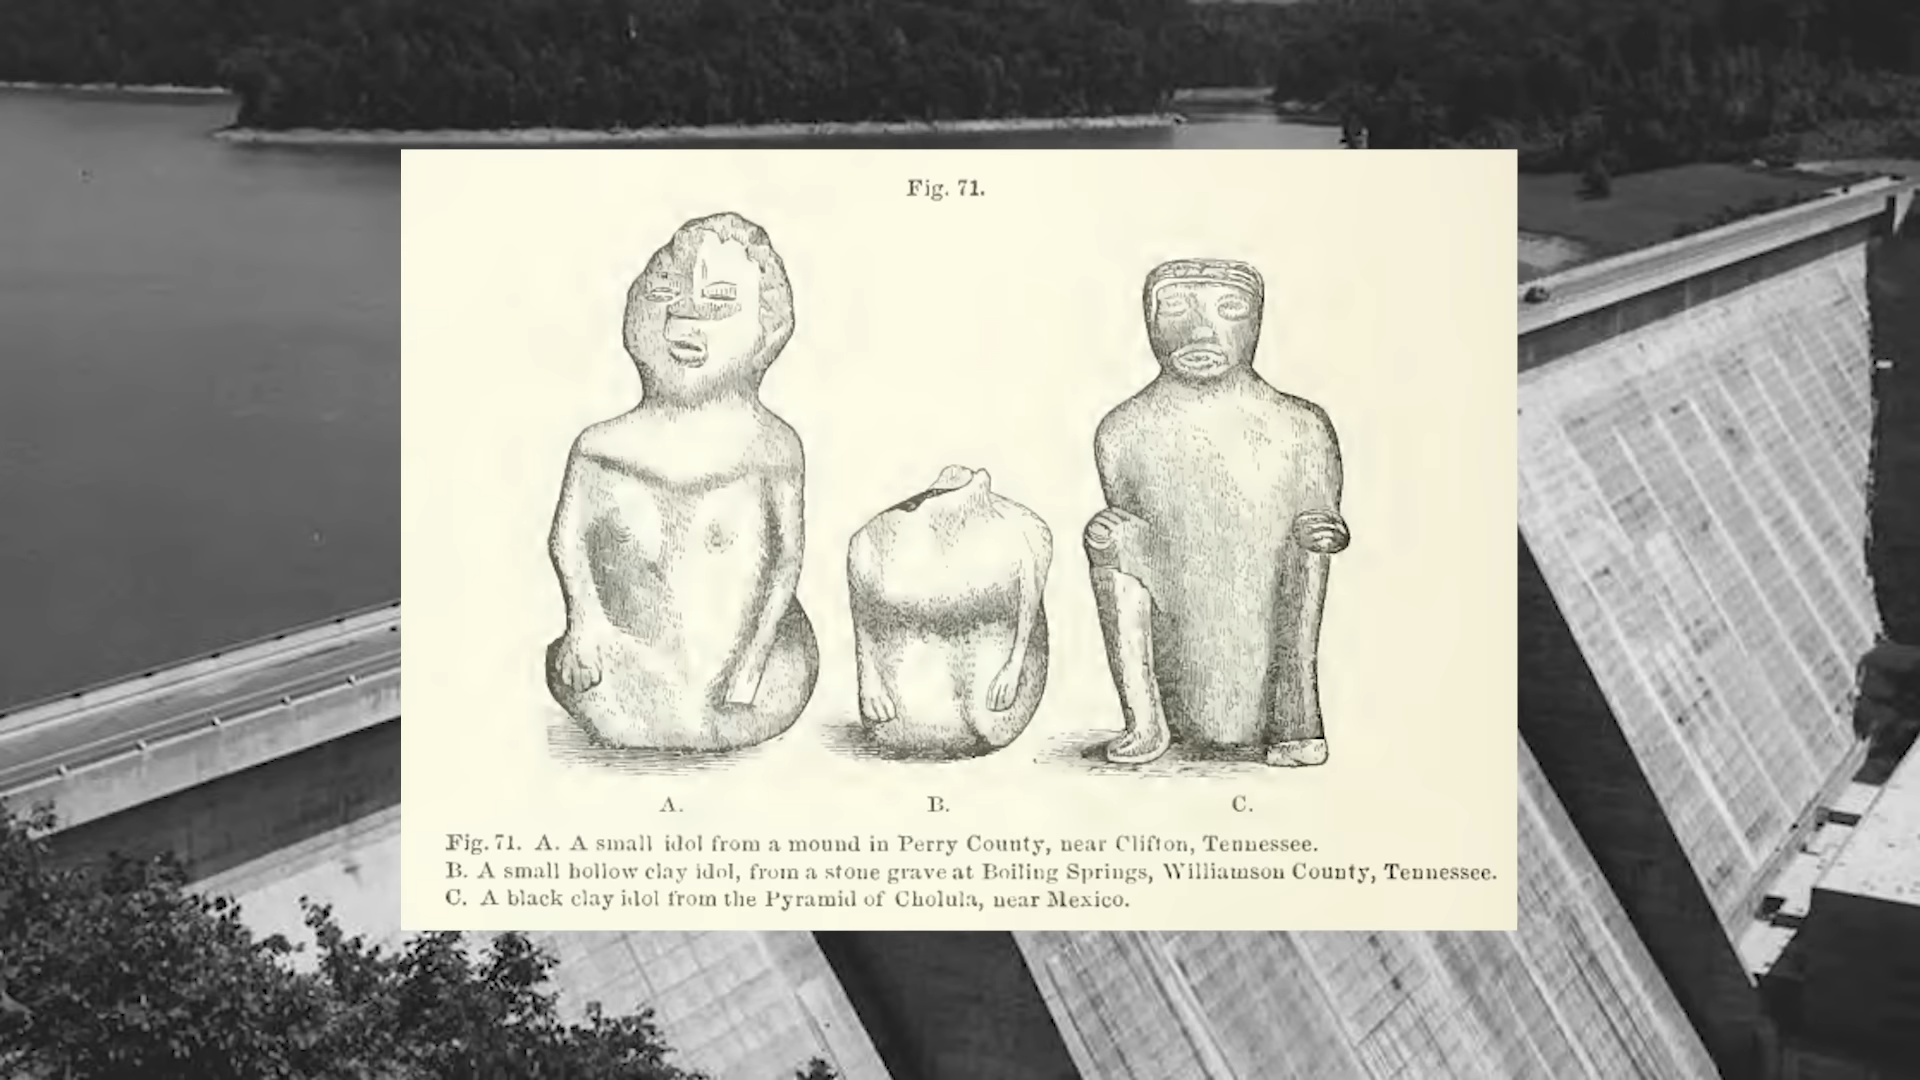 Fig. 71.
A.
B.
C.
Fig. 71. A. A small idol from a mound in Perry County, near Clifton, Tennessee.
B. A small hollow clay idol, from a stone grave at Boiling Springs, Williamson County, Tennessee.
C. A black clay idol from the Pyramid of Cholula, near Mexico.